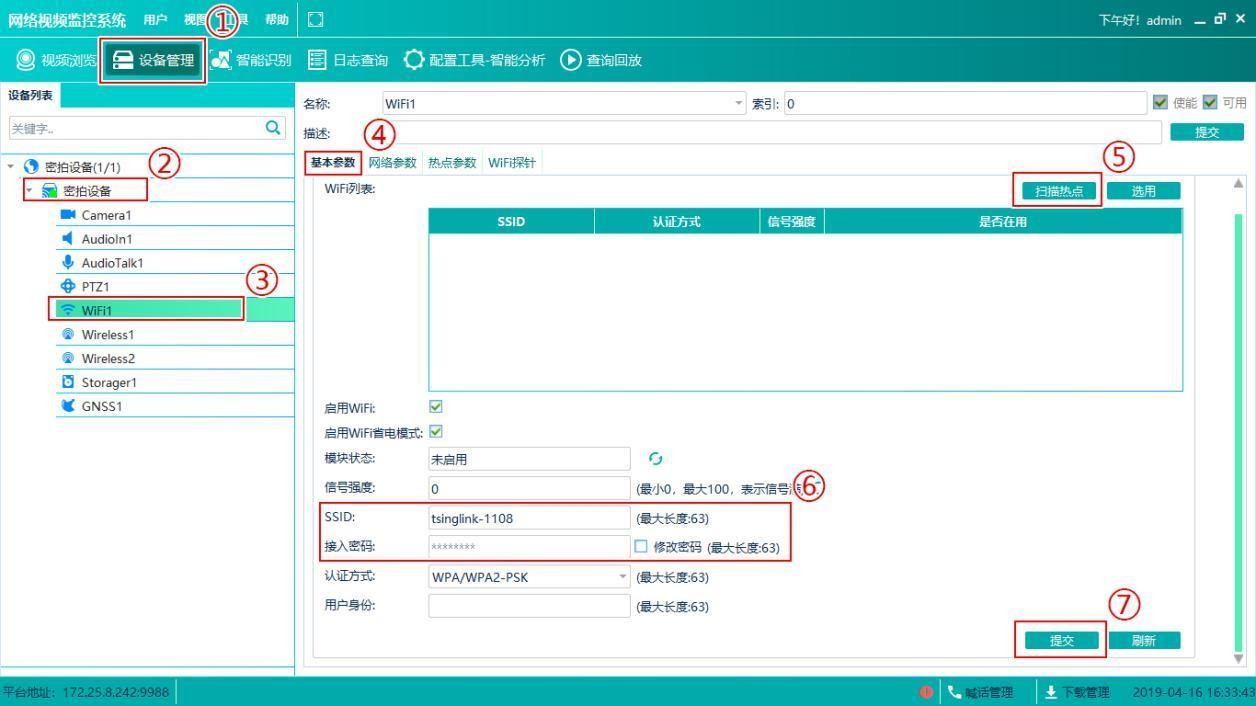 网络视频监控系统 用户 帮助
下午好！admin
①
视频浏览 设备管理 智能识别 日志查询 配置工具-智能分析 查询回放
设备列表
关键字..
密拍设备(1/1)
②
密拍设备
Camera1
AudioIn1
AudioTalk1
PTZ1
③
WiFi1
Wireless1
Wireless2
Storager1
GNSS1
名称: WiFi1 索引: 0 使能 可用
描述: 提交
④
基本参数 网络参数 热点参数 WiFi探针
⑤
WiFi列表: 扫描热点 选用
SSID 认证方式 信号强度 是否在用
启用WiFi:
启用WiFi省电模式:
模块状态: 未启用
信号强度: 0 (最小0，最大100，表示信号
⑥
SSID: tsinglink-1108 (最大长度:63)
接入密码: ******** 修改密码 (最大长度:63)
认证方式: WPA/WPA2-PSK (最大长度:63)
用户身份: (最大长度:63)
⑦
提交 刷新
平台地址: 172.25.8.242:9988 喊话管理 下载管理 2019-04-16 16:33:43